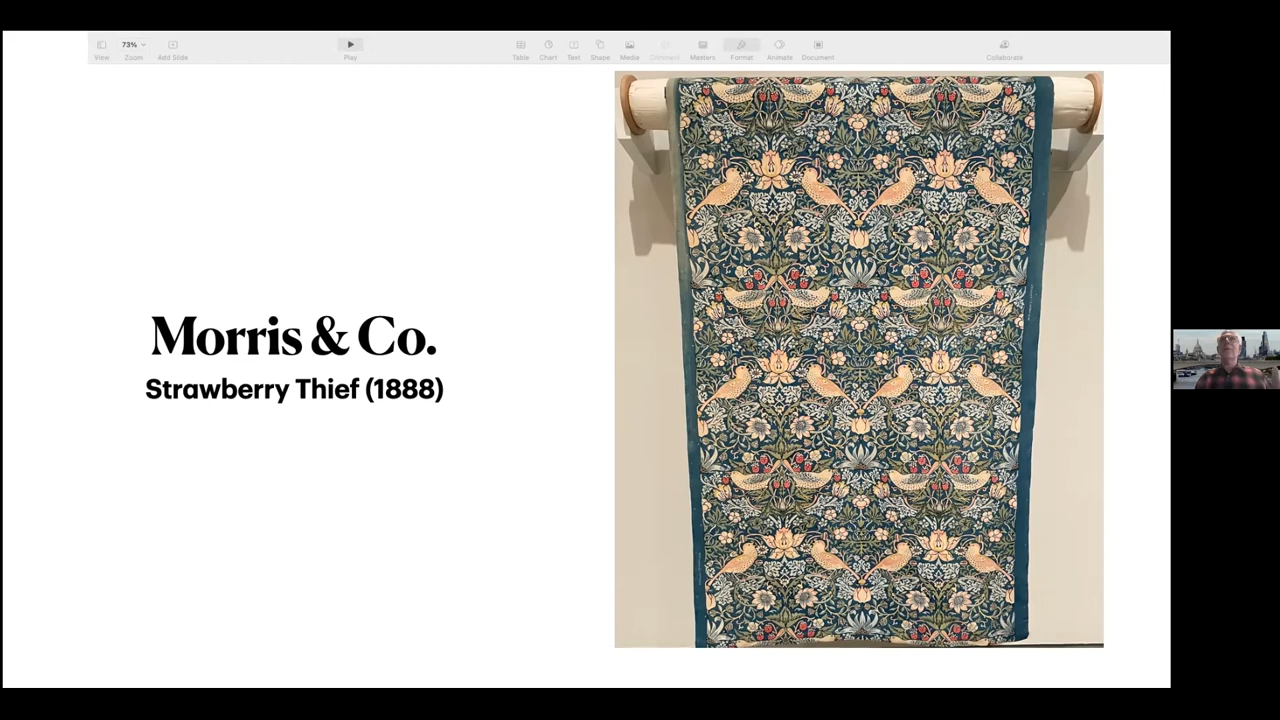 73%
View
Zoom
Add Slide
Play
Table
Chart
Text
Shape
Media
Comment
Masters
Format
Animate
Document
Collaborate
Morris & Co.
Strawberry Thief (1888)